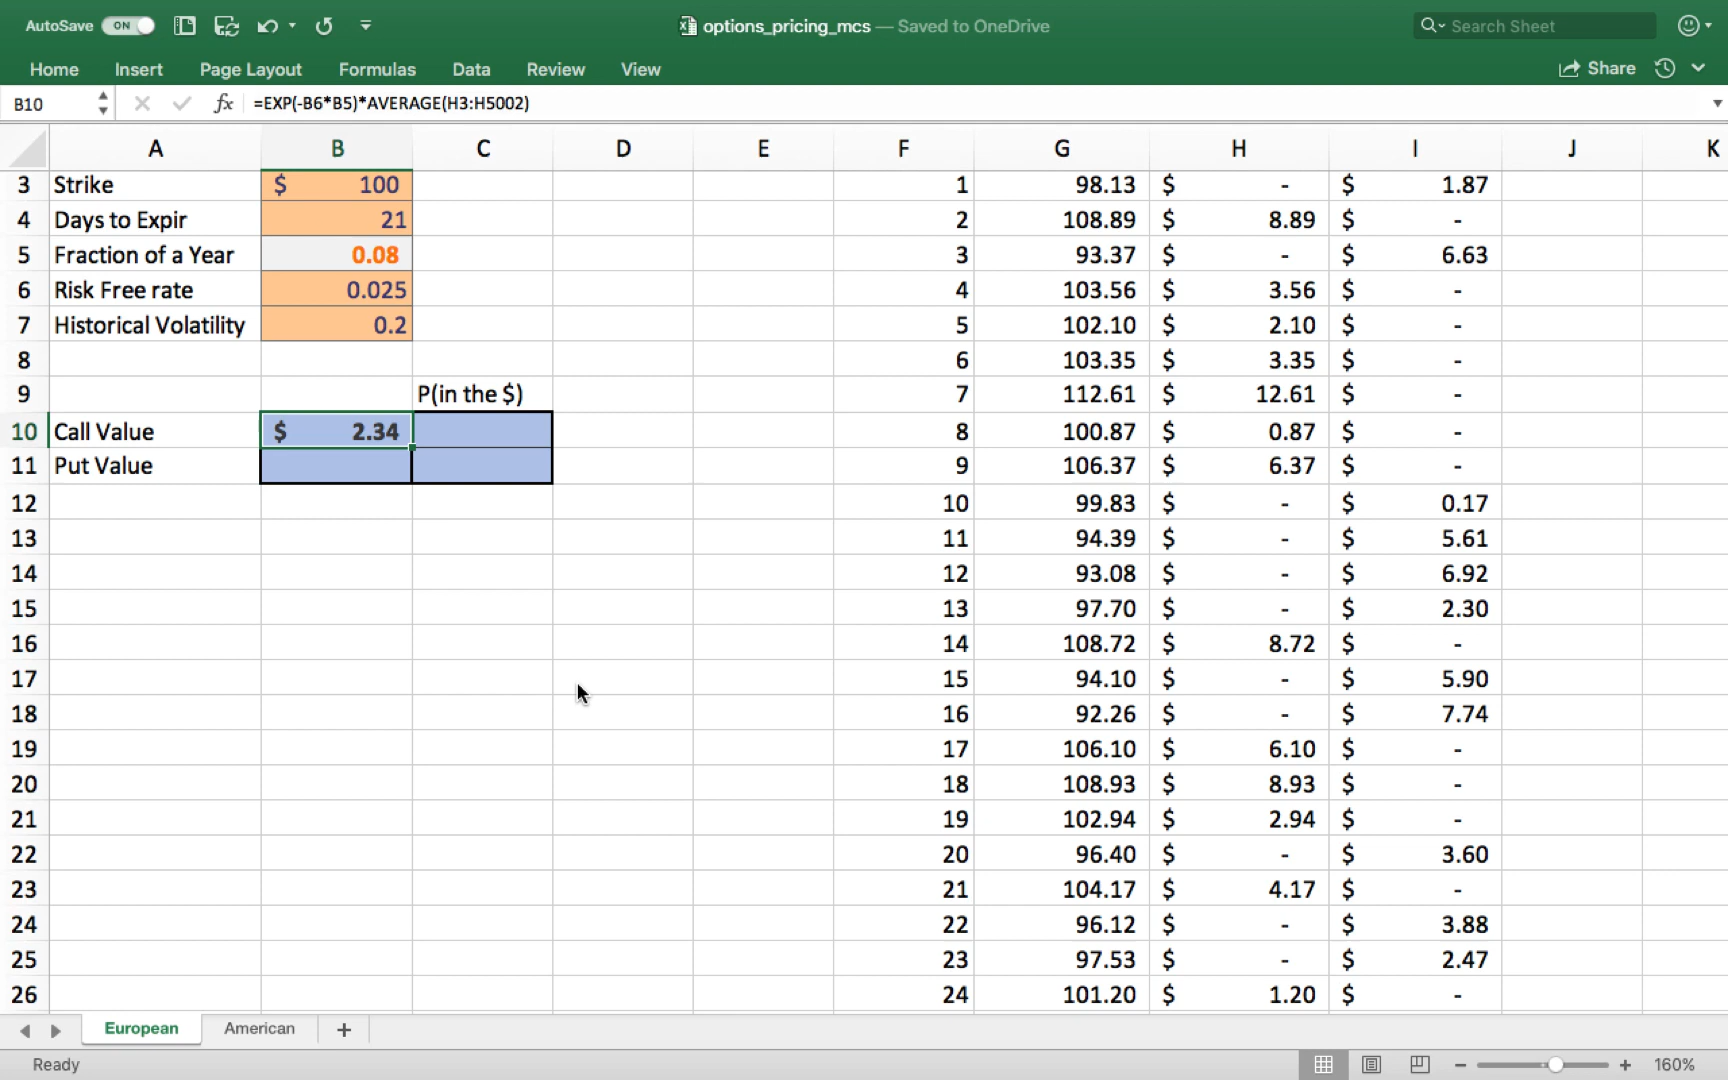 AutoSave ON
options_pricing_mcs — Saved to OneDrive
Search Sheet
Home Insert Page Layout Formulas Data Review View
Share
B10 fx =EXP(-B6*B5)*AVERAGE(H3:H5002)
A B C D E F G H I J K
3 Strike $ 100 1 98.13 $ - $ 1.87
4 Days to Expir 21 2 108.89 $ 8.89 $ -
5 Fraction of a Year 0.08 3 93.37 $ - $ 6.63
6 Risk Free rate 0.025 4 103.56 $ 3.56 $ -
7 Historical Volatility 0.2 5 102.10 $ 2.10 $ -
8 6 103.35 $ 3.35 $ -
9 P(in the $) 7 112.61 $ 12.61 $ -
10 Call Value $ 2.34 8 100.87 $ 0.87 $ -
11 Put Value 9 106.37 $ 6.37 $ -
12 10 99.83 $ - $ 0.17
13 11 94.39 $ - $ 5.61
14 12 93.08 $ - $ 6.92
15 13 97.70 $ - $ 2.30
16 14 108.72 $ 8.72 $ -
17 15 94.10 $ - $ 5.90
18 16 92.26 $ - $ 7.74
19 17 106.10 $ 6.10 $ -
20 18 108.93 $ 8.93 $ -
21 19 102.94 $ 2.94 $ -
22 20 96.40 $ - $ 3.60
23 21 104.17 $ 4.17 $ -
24 22 96.12 $ - $ 3.88
25 23 97.53 $ - $ 2.47
26 24 101.20 $ 1.20 $ -
European American +
Ready - + 160%